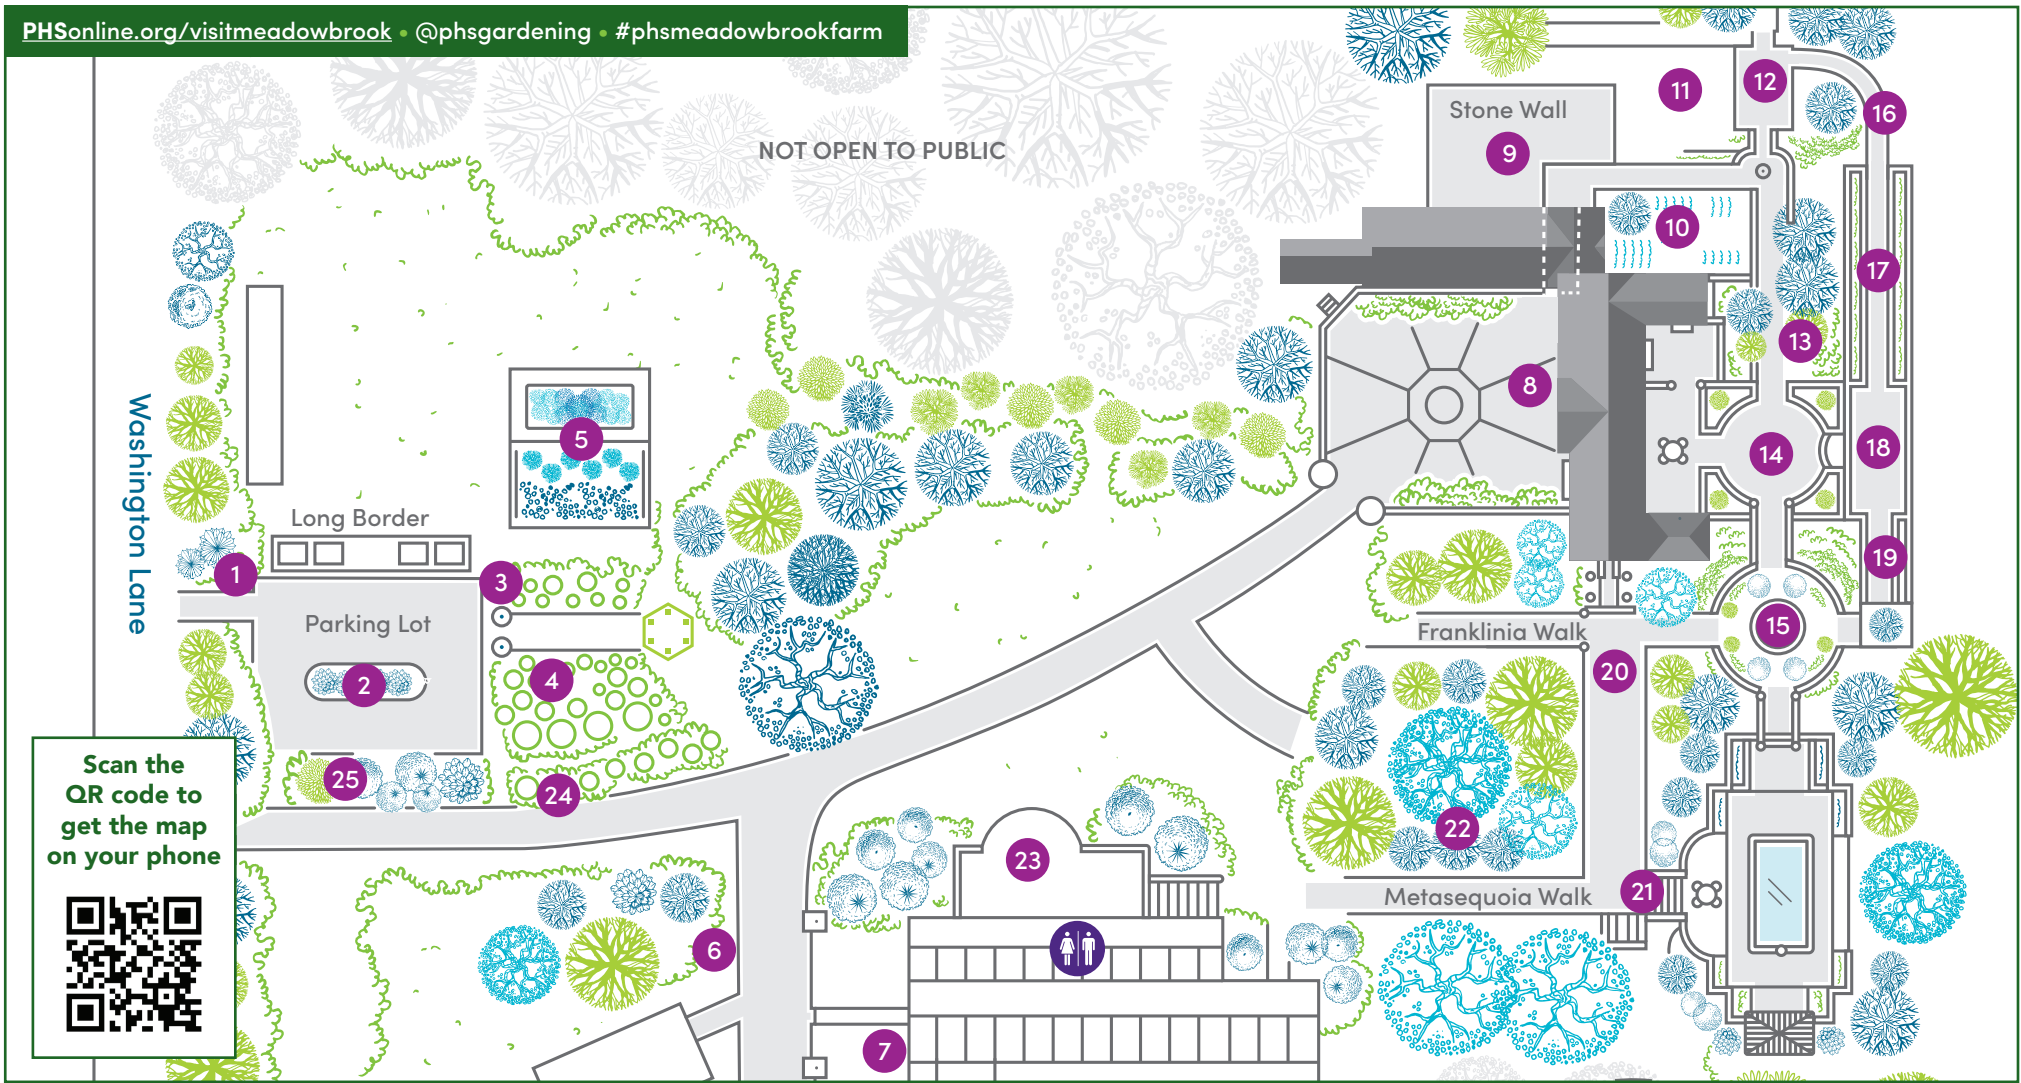 PHSonline.org/visitmeadowbrook • @phsgardening • #phsmeadowbrookfarm
NOT OPEN TO PUBLIC
Stone Wall
9
11
12
16
10
17
13
8
14
18
19
Washington Lane
5
Long Border
1
3
Parking Lot
2
4
25
24
Franklinia Walk
15
20
22
23
Metasequoia Walk
21
6
7
Scan the
QR code to
get the map
on your phone